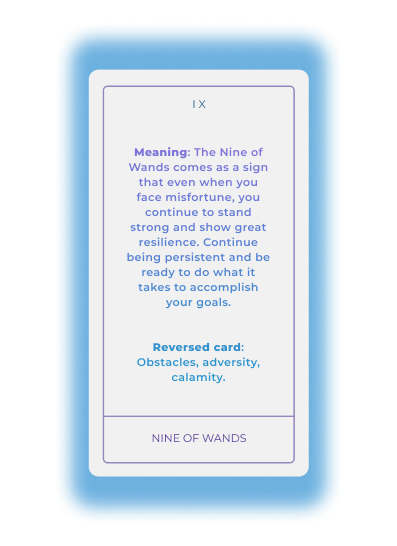 IX
Meaning: The Nine of
Wands comes as a sign
that even when you
face misfortune, you
continue to stand
strong and show great
resilience. Continue
being persistent and be
ready to do what it
takes to accomplish
your goals.
Reversed card:
Obstacles, adversity,
calamity.
NINE OF WANDS